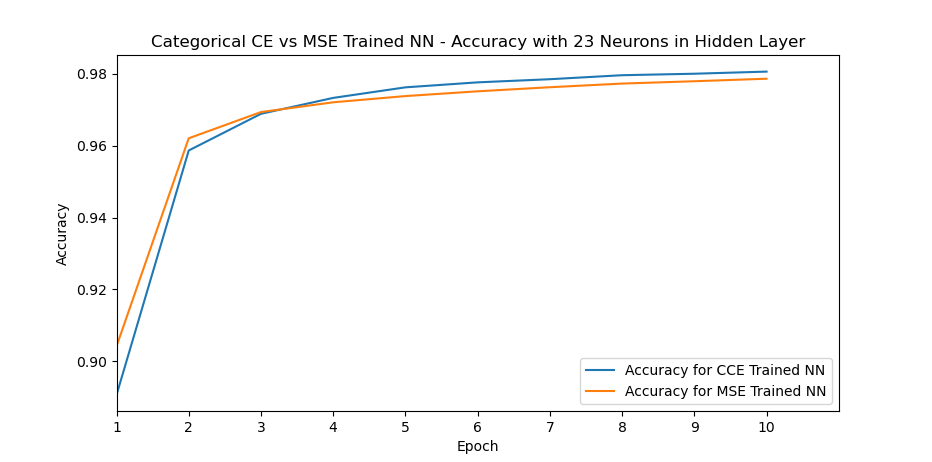 Categorical CE vs MSE Trained NN - Accuracy with 23 Neurons in Hidden Layer
0.98
0.96
0.94
0.92
0.90
Accuracy
Accuracy for CCE Trained NN
Accuracy for MSE Trained NN
1 2 3 4 5 6 7 8 9 10
Epoch